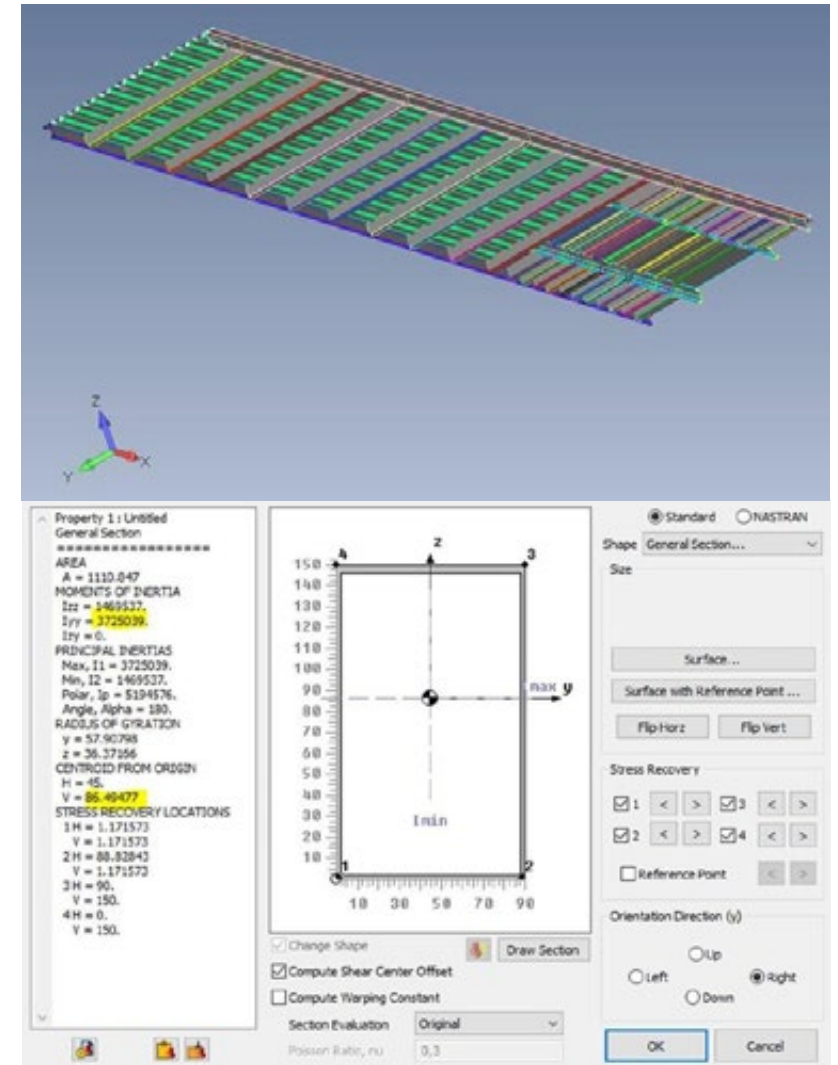 Z
Y
X
Property 1 : Untitled
General Section
=================
AREA
A = 1110.847
MOMENTS OF INERTIA
Izz = 1469537.
Iyy = 3725039.
Izy = 0.
PRINCIPAL INERTIAS
Max, I1 = 3725039.
Min, I2 = 1469537.
Polar, Ip = 5194576.
Angle, Alpha = 180.
RADIUS OF GYRATION
y = 57.90798
z = 36.37166
CENTROID FROM ORIGIN
H = 45.
V = 86.49477
STRESS RECOVERY LOCATIONS
1 H = 1.171573
V = 1.171573
2 H = 88.82843
V = 1.171573
3 H = 90.
V = 150.
4 H = 0.
V = 150.
z
4
3
150
140
130
120
110
100
90
Imax y
80
70
60
50
40
30
Imin
20
10
1
2
10 30 50 70 90
Change Shape
Draw Section
Compute Shear Center Offset
Compute Warping Constant
Section Evaluation Original
Poisson Ratio, nu 0,3
Standard NASTRAN
Shape General Section...
Size
Surface...
Surface with Reference Point ...
Flip Horz Flip Vert
Stress Recovery
1 < > 3 < >
2 < > 4 < >
Reference Point < >
Orientation Direction (y)
Up
Left Right
Down
OK Cancel